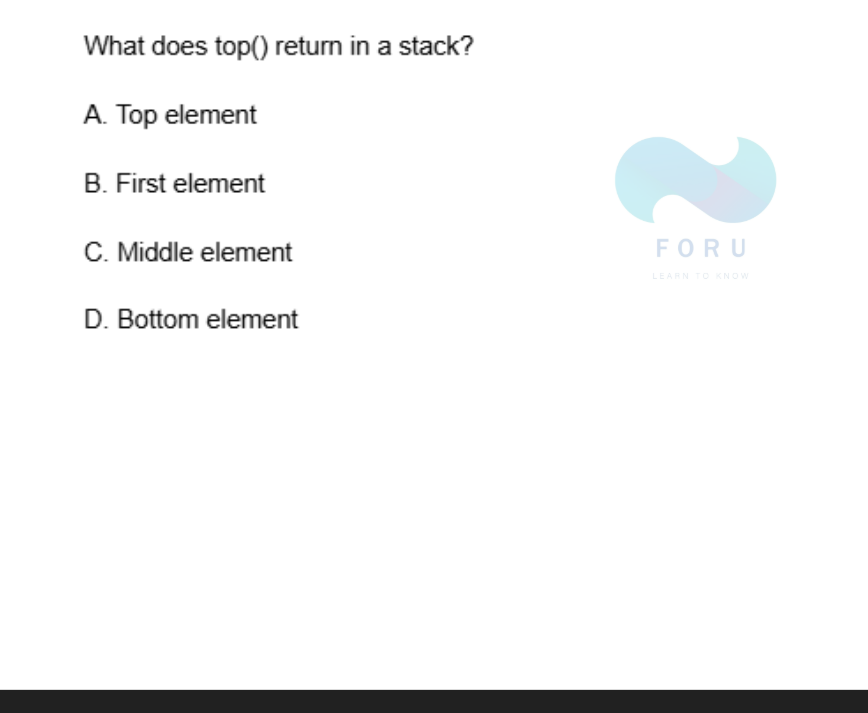 What does top() return in a stack?
A. Top element
B. First element
C. Middle element
D. Bottom element
FORU
LEARN TO KNOW